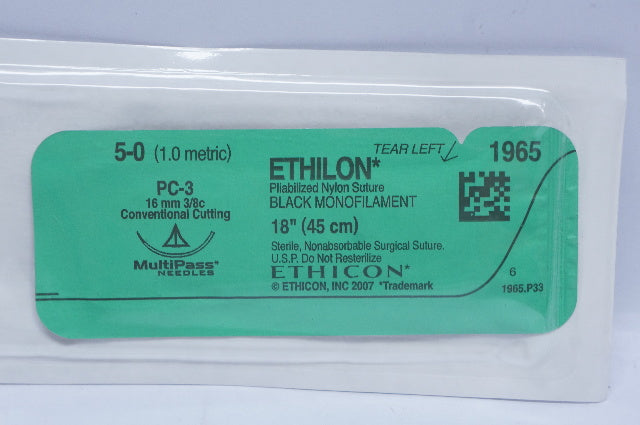 5-0 (1.0 metric)
PC-3
16 mm 3/8c
Conventional Cutting
MultiPass*
NEEDLES
TEAR LEFT
ETHILON*
Pliabilized Nylon Suture
BLACK MONOFILAMENT
18" (45 cm)
Sterile, Nonabsorbable Surgical Suture.
U.S.P. Do Not Resterilize
ETHICON*
© ETHICON, INC 2007 *Trademark
1965
6
1965.P33